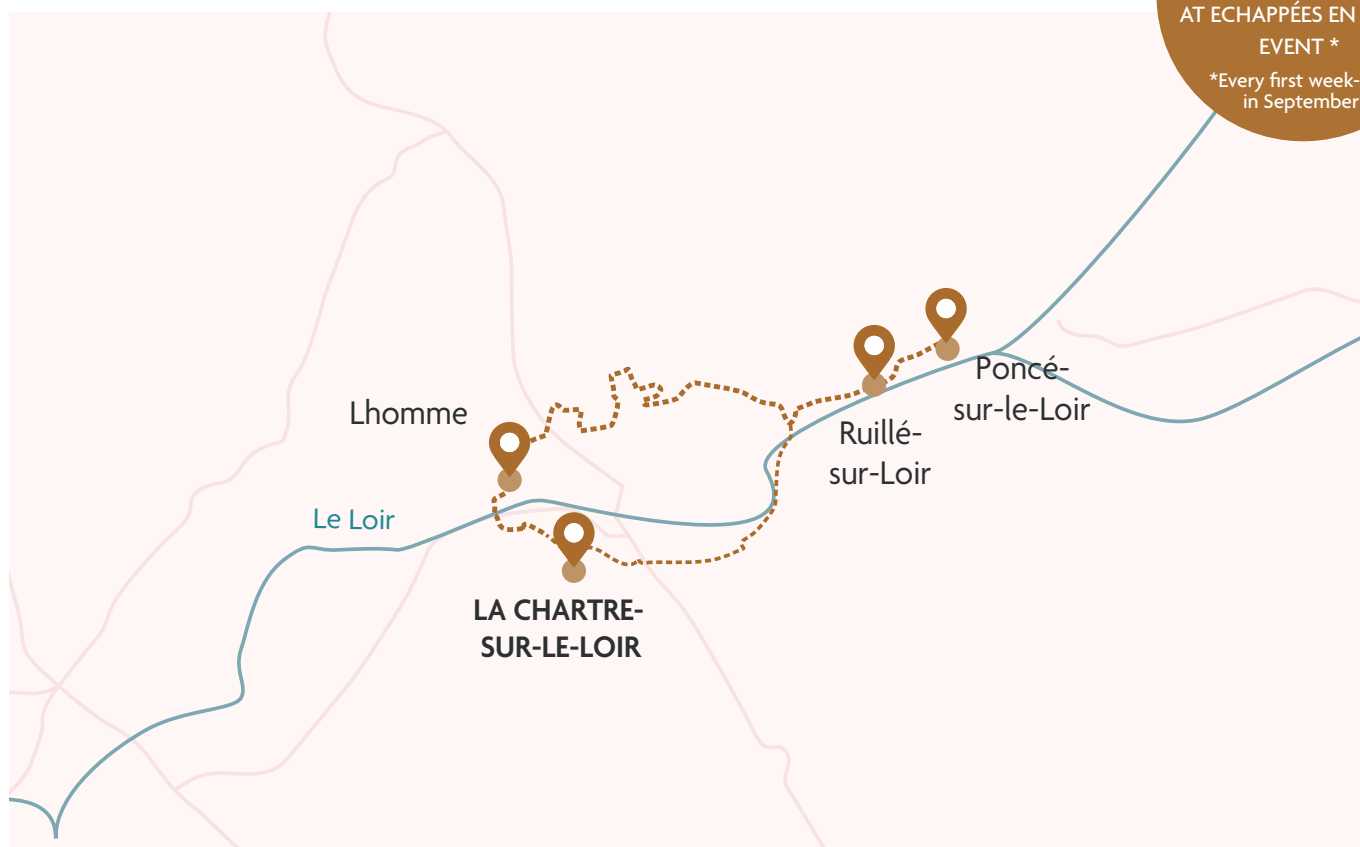 AT ECHAPPÉES EN
EVENT *
*Every first week-
in September
Poncé-
sur-le-Loir
Lhomme
Ruillé-
sur-Loir
Le Loir
LA CHARTRE-
SUR-LE-LOIR